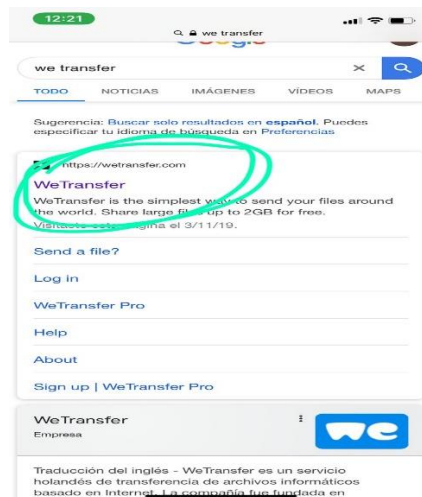 12:21
we transfer
Google
we transfer
TODO NOTICIAS IMÁGENES VÍDEOS MAPS
Sugerencia: Buscar solo resultados en español. Puedes
especificar tu idioma de búsqueda en Preferencias
https://wetransfer.com
WeTransfer
WeTransfer is the simplest way to send your files around
the world. Share large files up to 2GB for free.
Visitaste esta página el 3/11/19.
Send a file?
Log in
WeTransfer Pro
Help
About
Sign up | WeTransfer Pro
WeTransfer
Empresa
we
Traducción del inglés - WeTransfer es un servicio
holandés de transferencia de archivos informáticos
basado en Internet. La compañía fue fundada en